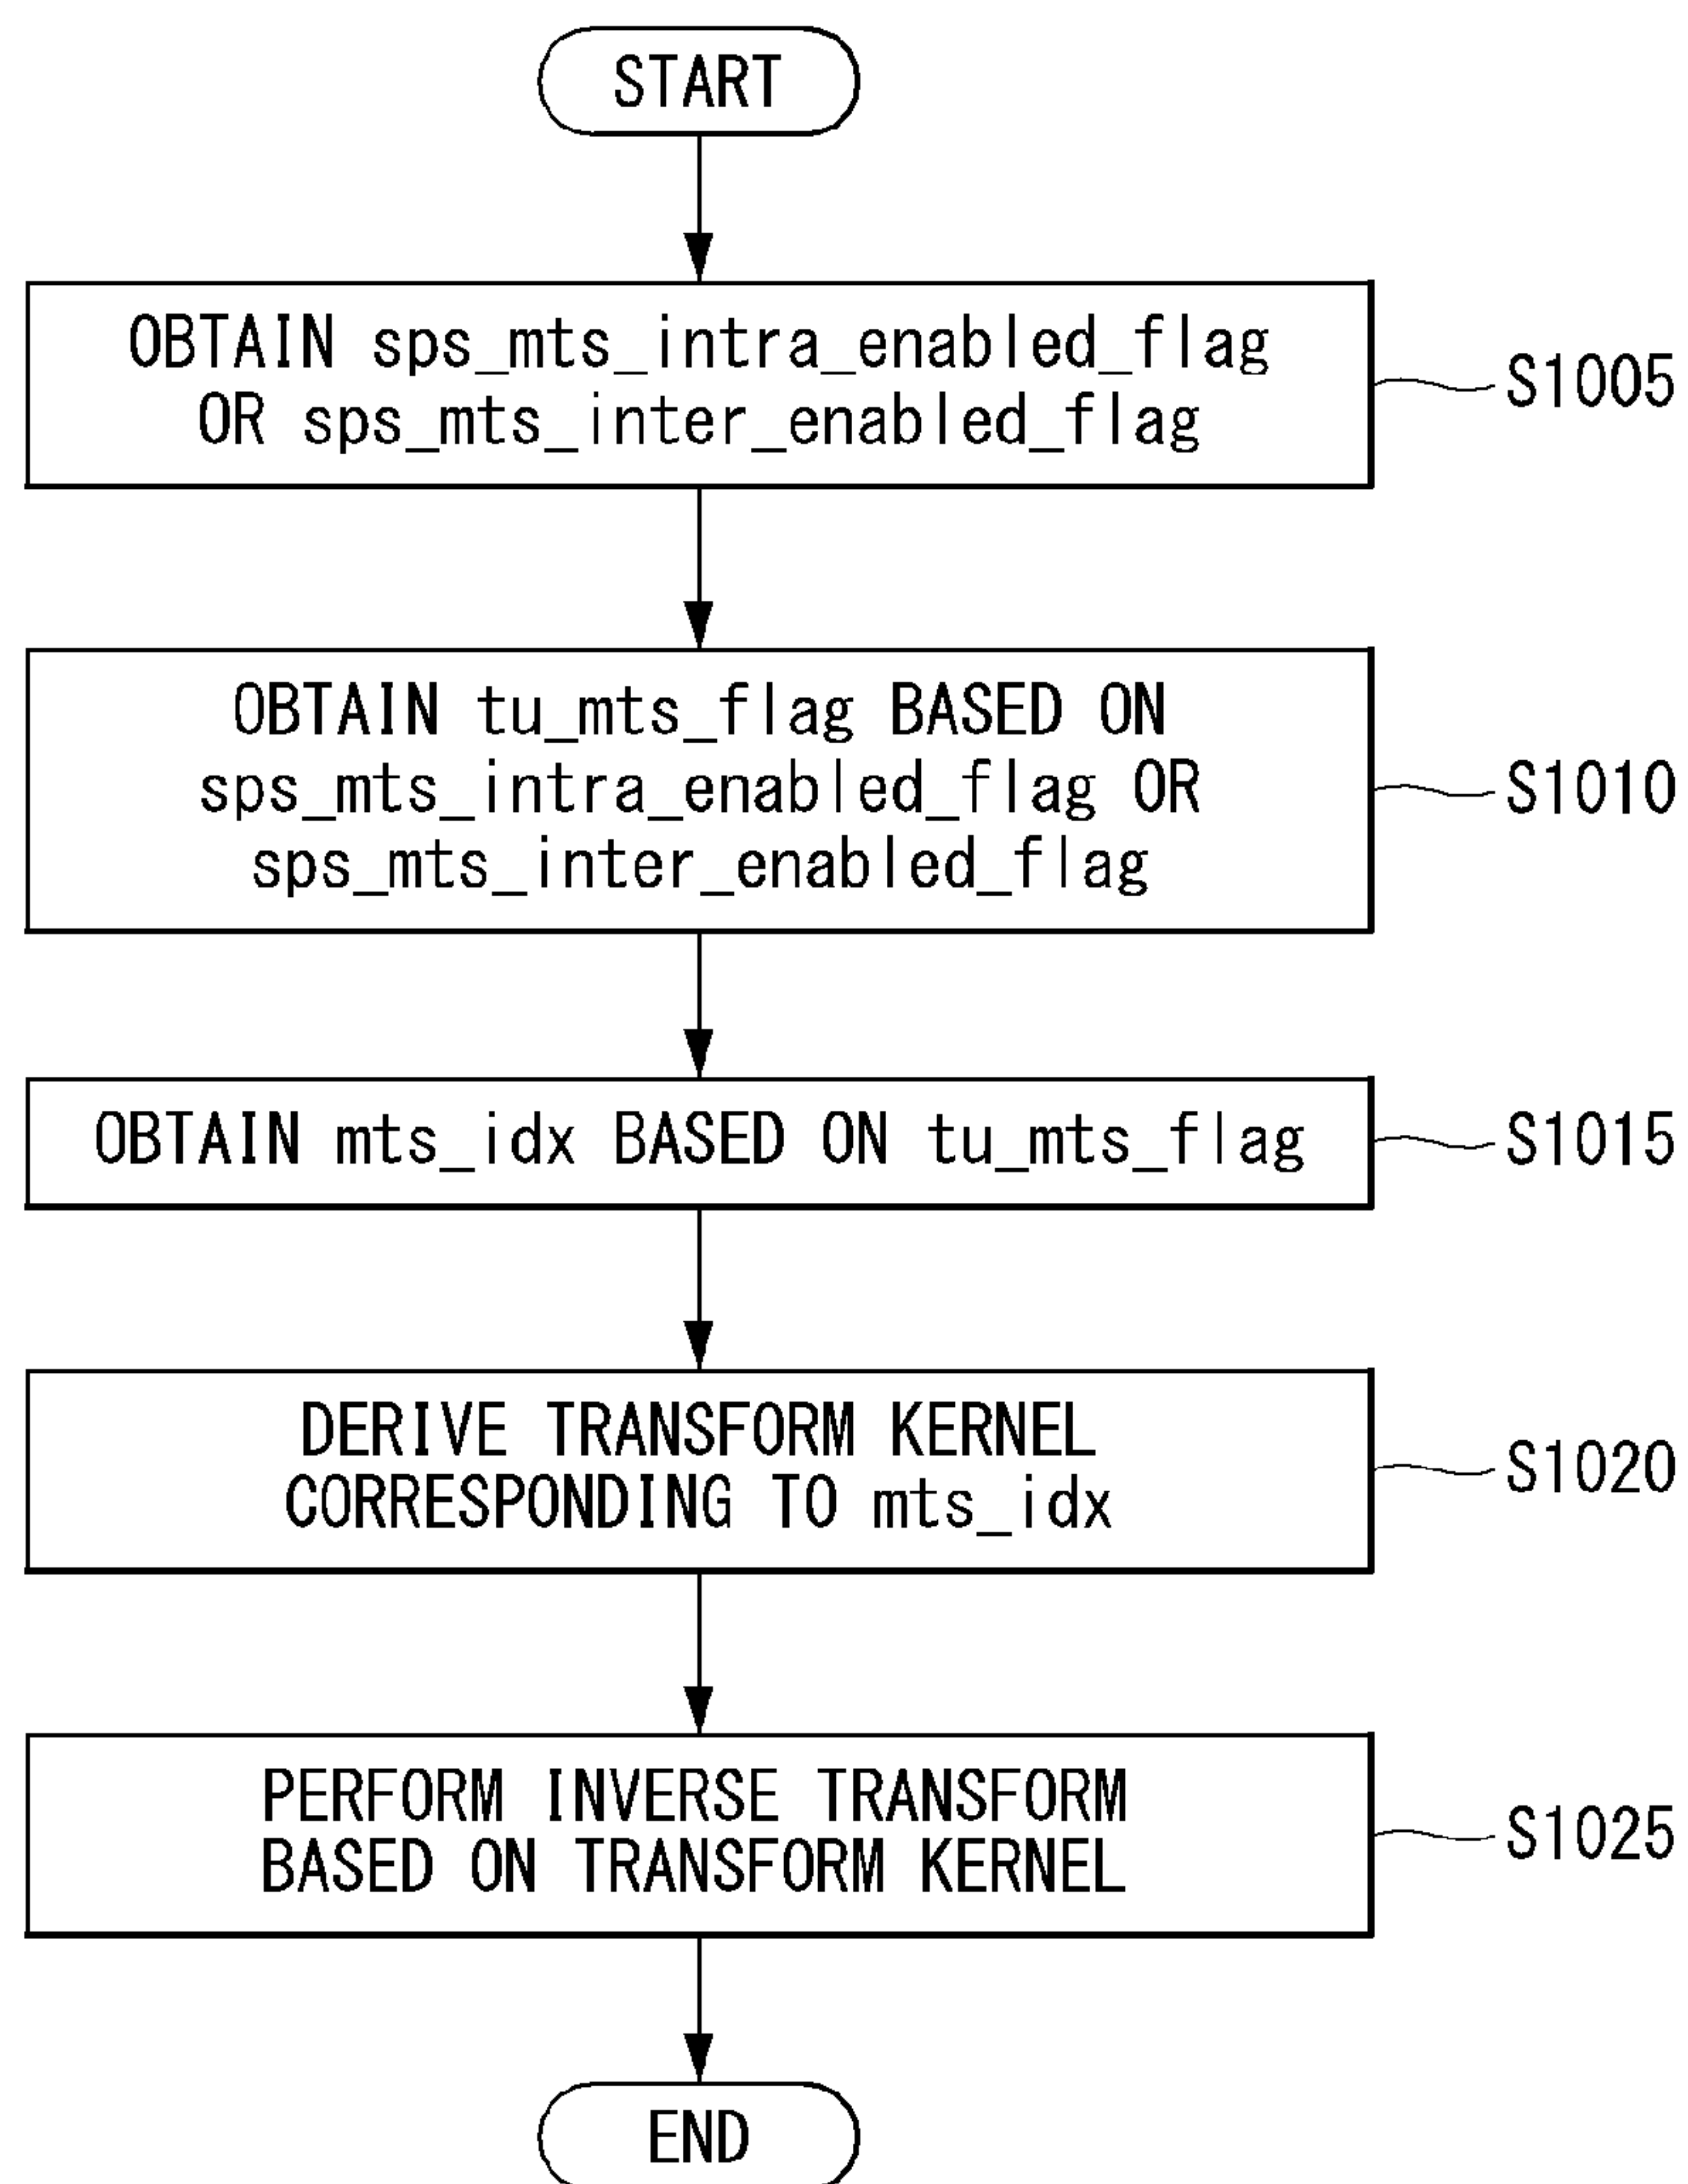 START
OBTAIN sps_mts_intra_enabled_flag
OR sps_mts_inter_enabled_flag
S1005
OBTAIN tu_mts_flag BASED ON
sps_mts_intra_enabled_flag OR
sps_mts_inter_enabled_flag
S1010
OBTAIN mts_idx BASED ON tu_mts_flag
S1015
DERIVE TRANSFORM KERNEL
CORRESPONDING TO mts_idx
S1020
PERFORM INVERSE TRANSFORM
BASED ON TRANSFORM KERNEL
S1025
END